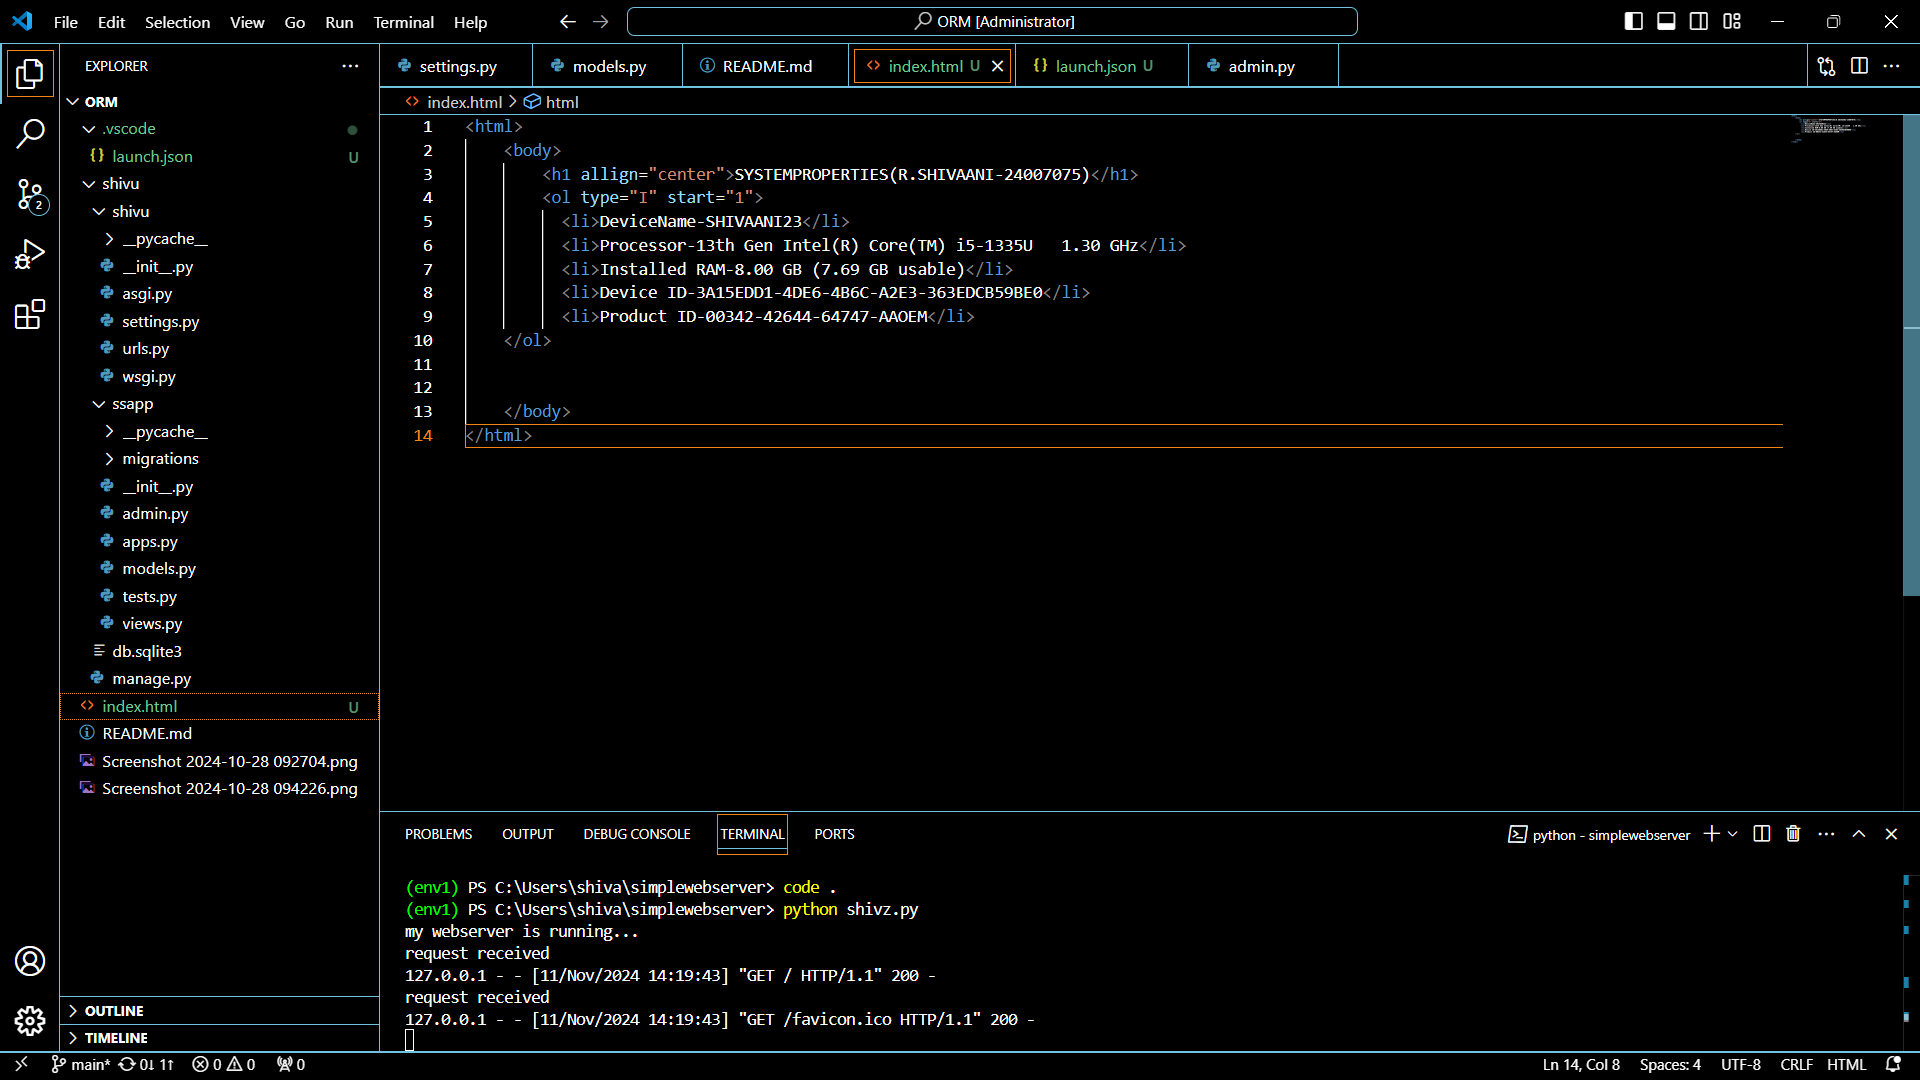 File Edit Selection View Go Run Terminal Help
ORM [Administrator]
EXPLORER
settings.py
models.py
README.md
index.html U
launch.json U
admin.py
index.html > html
ORM
.vscode
launch.json U
shivu
shivu
__pycache__
__init__.py
asgi.py
settings.py
urls.py
wsgi.py
ssapp
__pycache__
migrations
__init__.py
admin.py
apps.py
models.py
tests.py
views.py
db.sqlite3
manage.py
index.html U
README.md
Screenshot 2024-10-28 092704.png
Screenshot 2024-10-28 094226.png
OUTLINE
TIMELINE
2
1 <html>
2 <body>
3 <h1 allign="center">SYSTEMPROPERTIES(R.SHIVAANI-24007075)</h1>
4 <ol type="I" start="1">
5 <li>DeviceName-SHIVAANI23</li>
6 <li>Processor-13th Gen Intel(R) Core(TM) i5-1335U   1.30 GHz</li>
7 <li>Installed RAM-8.00 GB (7.69 GB usable)</li>
8 <li>Device ID-3A15EDD1-4DE6-4B6C-A2E3-363EDCB59BE0</li>
9 <li>Product ID-00342-42644-64747-AAOEM</li>
10 </ol>
11
12
13 </body>
14 </html>
PROBLEMS OUTPUT DEBUG CONSOLE TERMINAL PORTS
python - simplewebserver
(env1) PS C:\Users\shiva\simplewebserver> code .
(env1) PS C:\Users\shiva\simplewebserver> python shivz.py
my webserver is running...
request received
127.0.0.1 - - [11/Nov/2024 14:19:43] "GET / HTTP/1.1" 200 -
request received
127.0.0.1 - - [11/Nov/2024 14:19:43] "GET /favicon.ico HTTP/1.1" 200 -
main* 0↓ 1↑ 0 0 0
Ln 14, Col 8 Spaces: 4 UTF-8 CRLF HTML